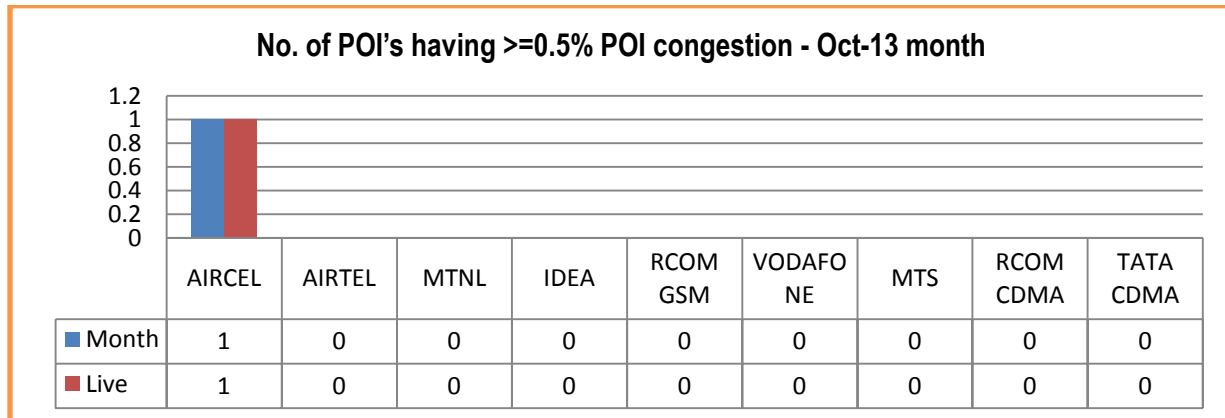 No. of POI’s having >=0.5% POI congestion - Oct-13 month
1.2
1
0.8
0.6
0.4
0.2
0
AIRCEL AIRTEL MTNL IDEA RCOM GSM VODAFO NE MTS RCOM CDMA TATA CDMA
Month 1 0 0 0 0 0 0 0 0
Live 1 0 0 0 0 0 0 0 0